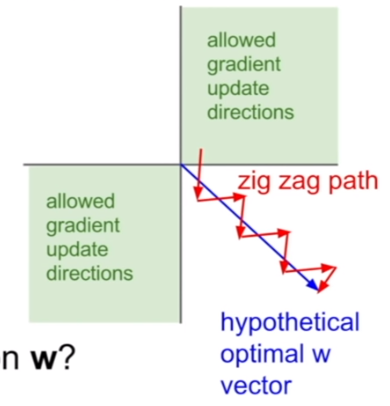 allowed
gradient
update
directions
zig zag path
allowed
gradient
update
directions
hypothetical
optimal w
vector
n w?